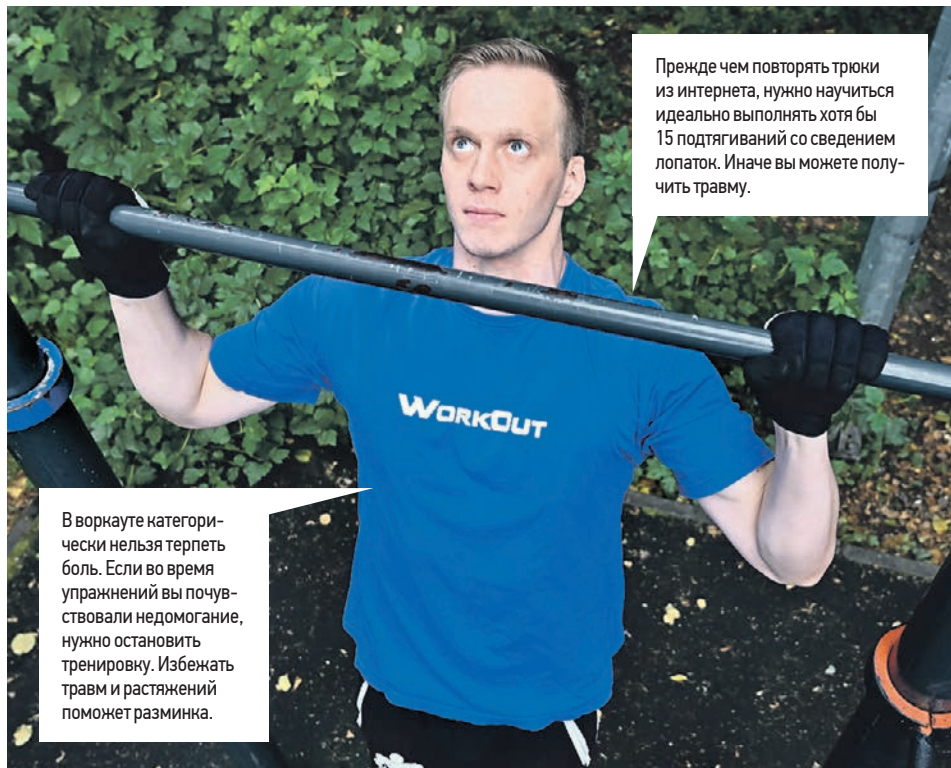 Прежде чем повторять трюки
из интернета, нужно научиться
идеально выполнять хотя бы
15 подтягиваний со сведением
лопаток. Иначе вы можете полу-
чить травму.
WORKOUT
В воркауте категори-
чески нельзя терпеть
боль. Если во время
упражнений вы почув-
ствовали недомогание,
нужно остановить
тренировку. Избежать
травм и растяжений
поможет разминка.